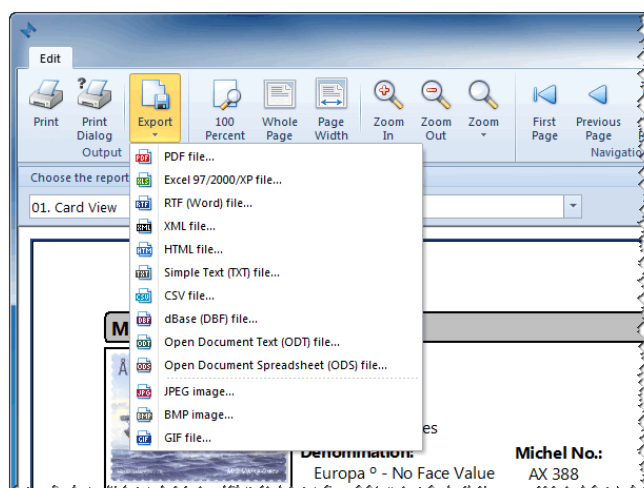 Edit
Print
Print Dialog
Export
100 Percent
Whole Page
Page Width
Zoom In
Zoom Out
Zoom
First Page
Previous Page
Output
Choose the report
01. Card View
PDF file...
Excel 97/2000/XP file...
RTF (Word) file...
XML file...
HTML file...
Simple Text (TXT) file...
CSV file...
dBase (DBF) file...
Open Document Text (ODT) file...
Open Document Spreadsheet (ODS) file...
JPEG image...
BMP image...
GIF file...
Denomination:
Michel No.:
Europa º - No Face Value
AX 388